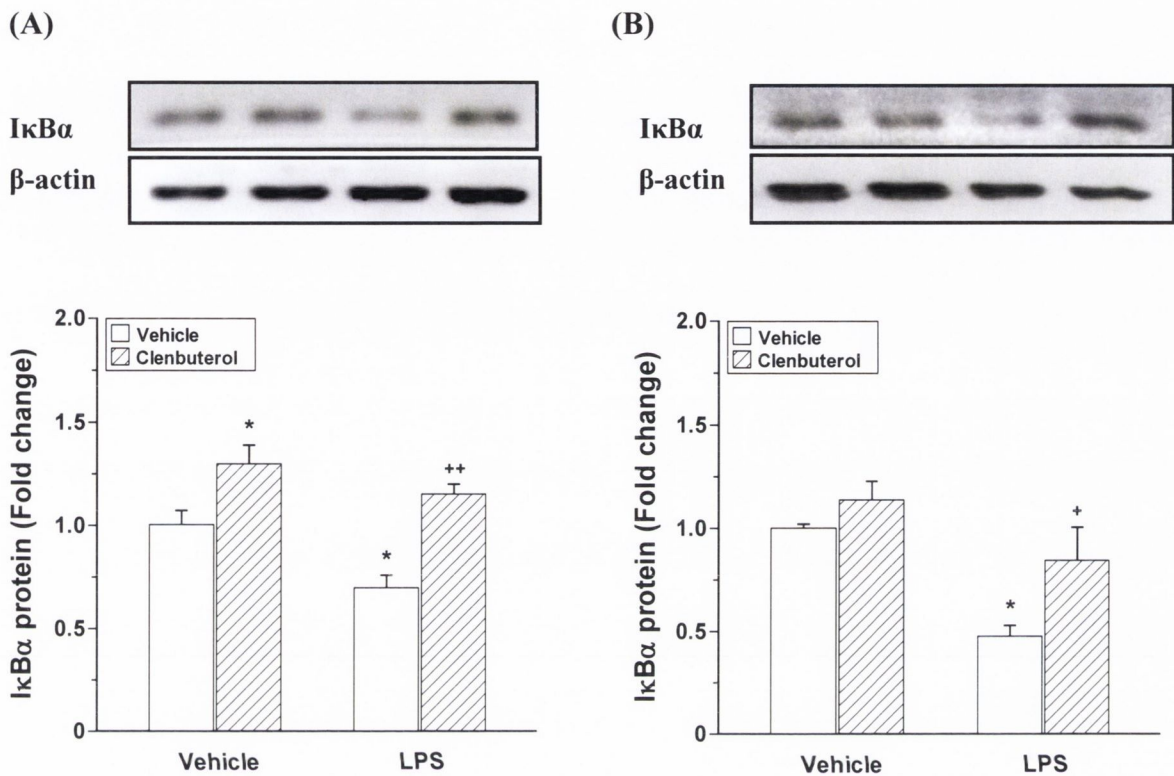 (A)
IκBα
β-actin
2.0
1.5
1.0
0.5
0
IκBα protein (Fold change)
Vehicle
Clenbuterol
*
*
++
Vehicle
LPS
(B)
IκBα
β-actin
2.0
1.5
1.0
0.5
0
IκBα protein (Fold change)
Vehicle
Clenbuterol
*
+
Vehicle
LPS